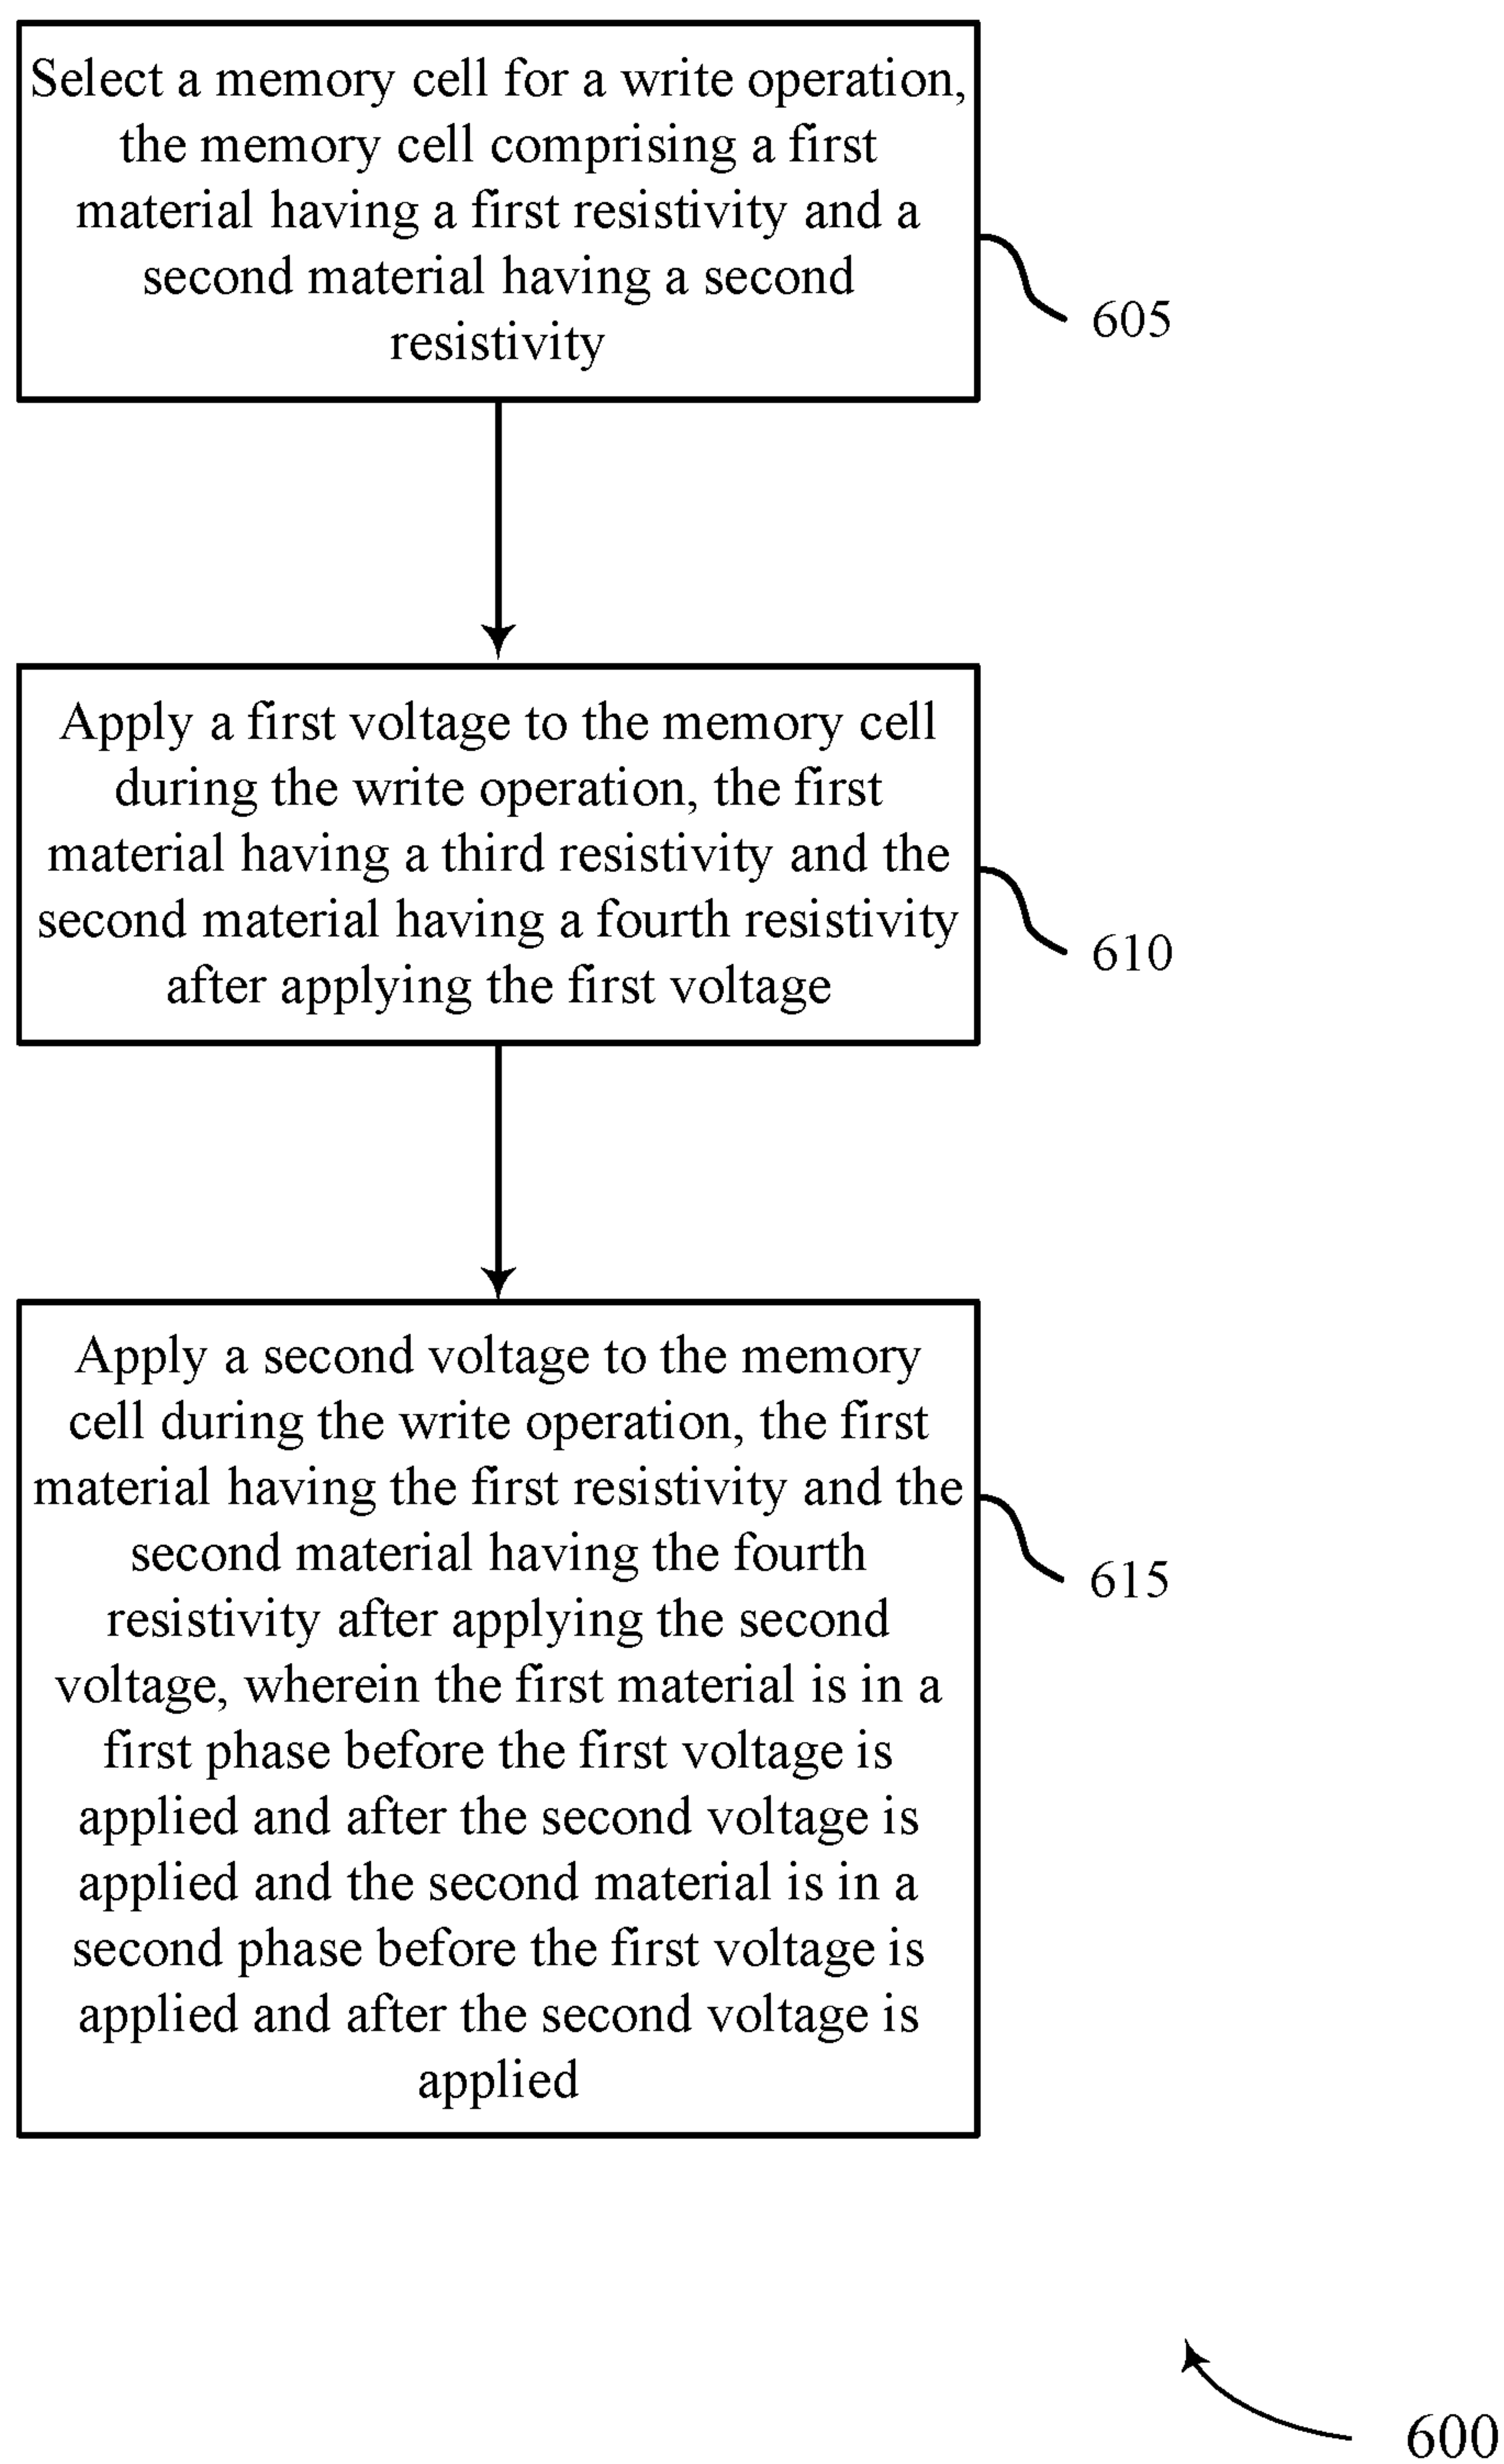 Select a memory cell for a write operation,
the memory cell comprising a first
material having a first resistivity and a
second material having a second
resistivity
605
Apply a first voltage to the memory cell
during the write operation, the first
material having a third resistivity and the
second material having a fourth resistivity
after applying the first voltage
610
Apply a second voltage to the memory
cell during the write operation, the first
material having the first resistivity and the
second material having the fourth
resistivity after applying the second
voltage, wherein the first material is in a
first phase before the first voltage is
applied and after the second voltage is
applied and the second material is in a
second phase before the first voltage is
applied and after the second voltage is
applied
615
600